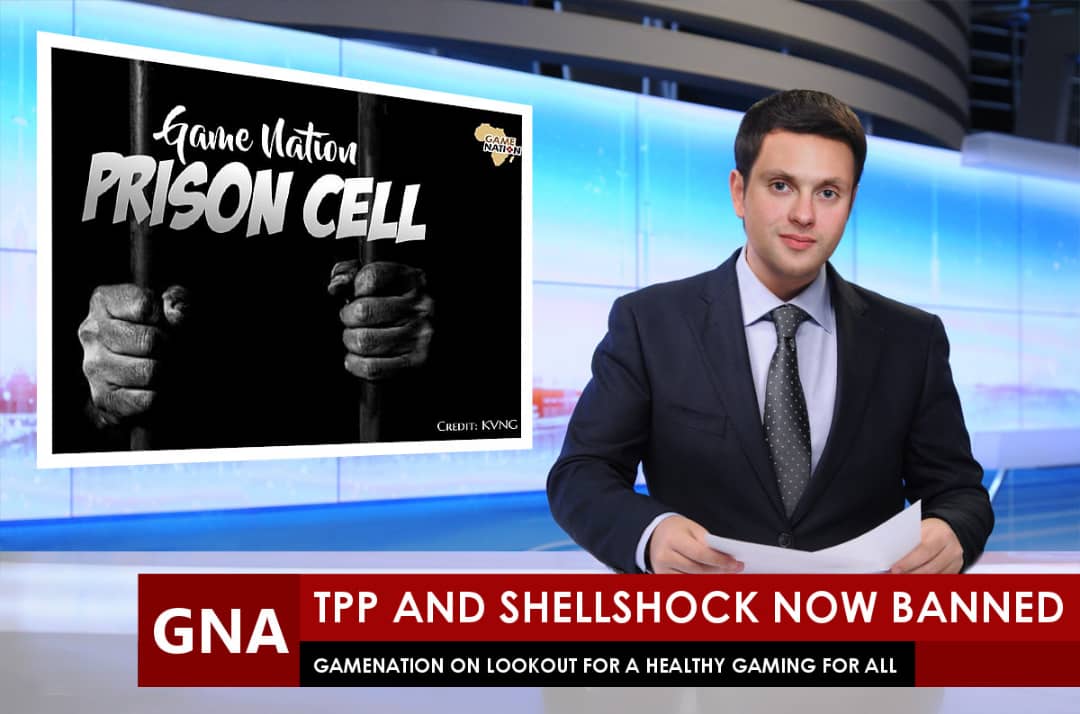 Game Nation
PRISON CELL
GAME
NATION
CREDIT: KVNG
GNA
TPP AND SHELLSHOCK NOW BANNED
GAMENATION ON LOOKOUT FOR A HEALTHY GAMING FOR ALL